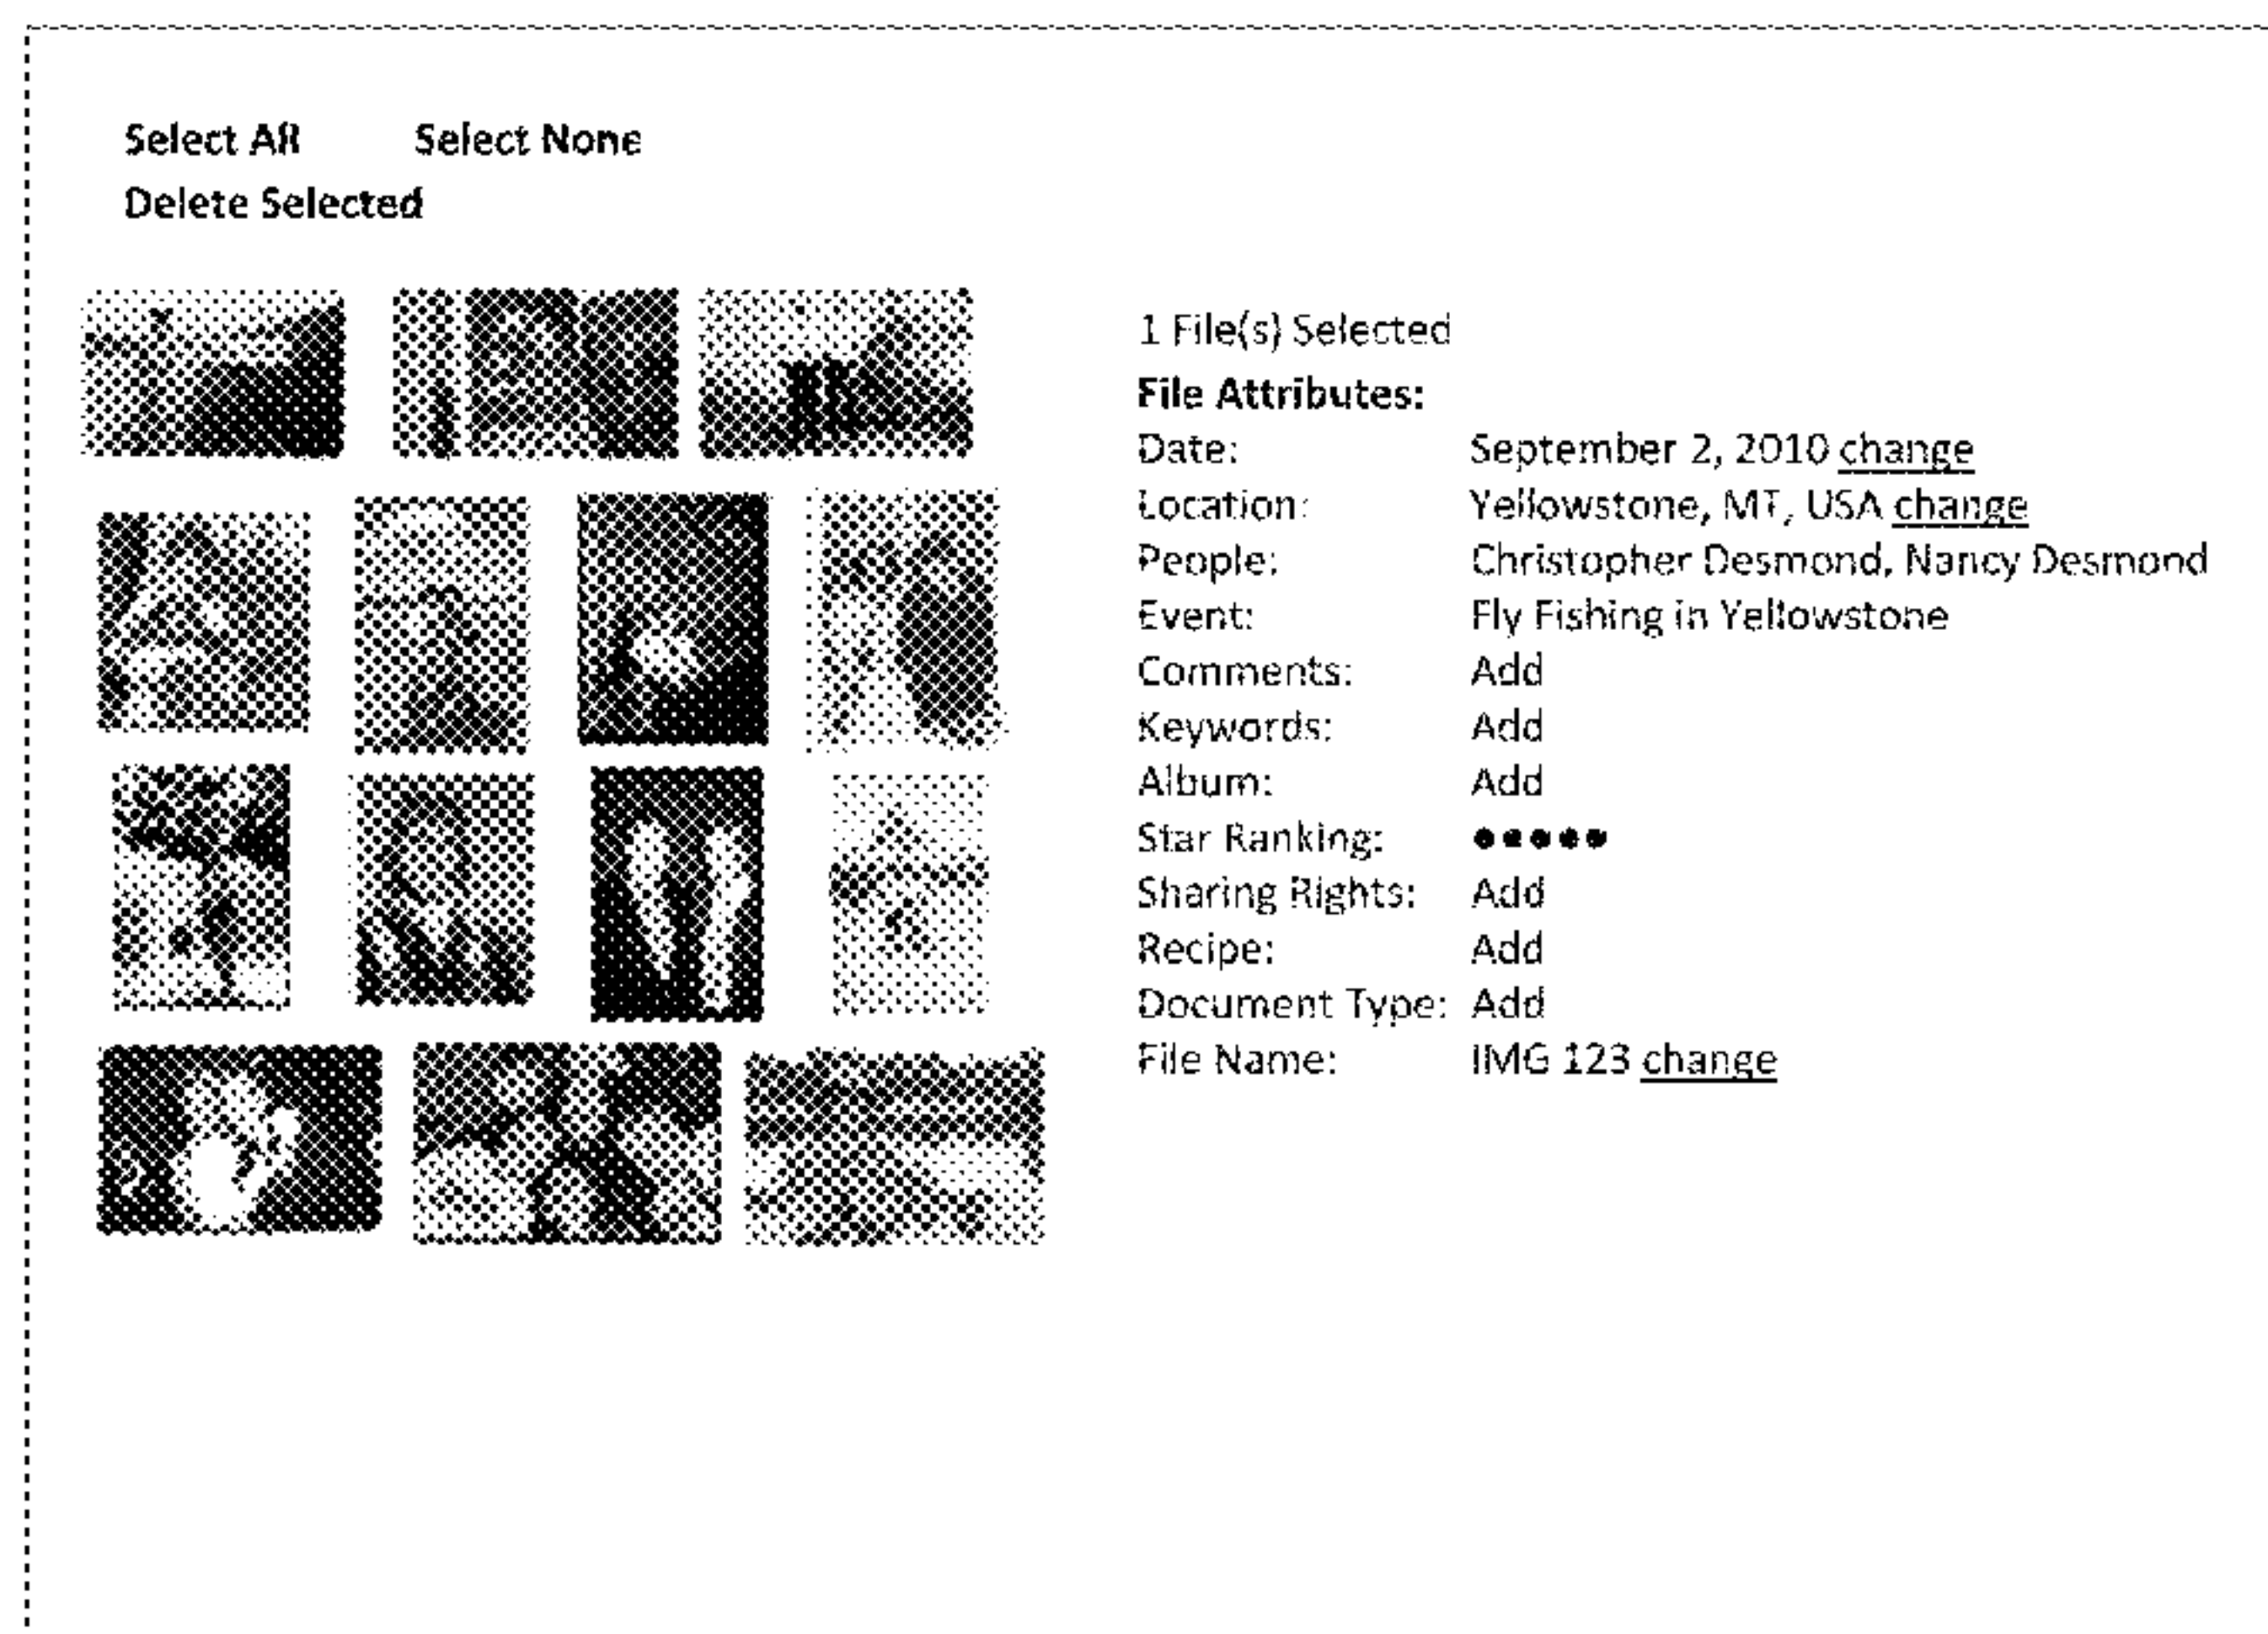 Select All Select None
Delete Selected
1 File(s) Selected
File Attributes:
Date: September 2, 2010 change
Location: Yellowstone, MT, USA change
People: Christopher Desmond, Nancy Desmond
Event: Fly Fishing in Yellowstone
Comments: Add
Keywords: Add
Album: Add
Star Ranking: •••••
Sharing Rights: Add
Recipe: Add
Document Type: Add
File Name: IMG 123 change